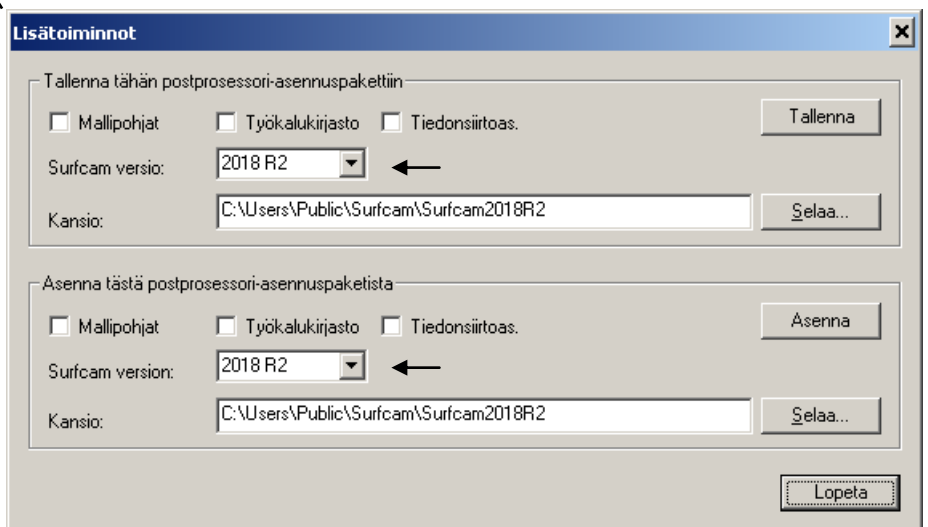 Lisätoiminnot
Tallenna tähän postprosessori-asennuspakettiin
Mallipohjat Työkalukirjasto Tiedonsiirtoas. Tallenna
Surfcam versio: 2018 R2
Kansio: C:\Users\Public\Surfcam\Surfcam2018R2 Selaa...
Asenna tästä postprosessori-asennuspaketista
Mallipohjat Työkalukirjasto Tiedonsiirtoas. Asenna
Surfcam version: 2018 R2
Kansio: C:\Users\Public\Surfcam\Surfcam2018R2 Selaa...
Lopeta